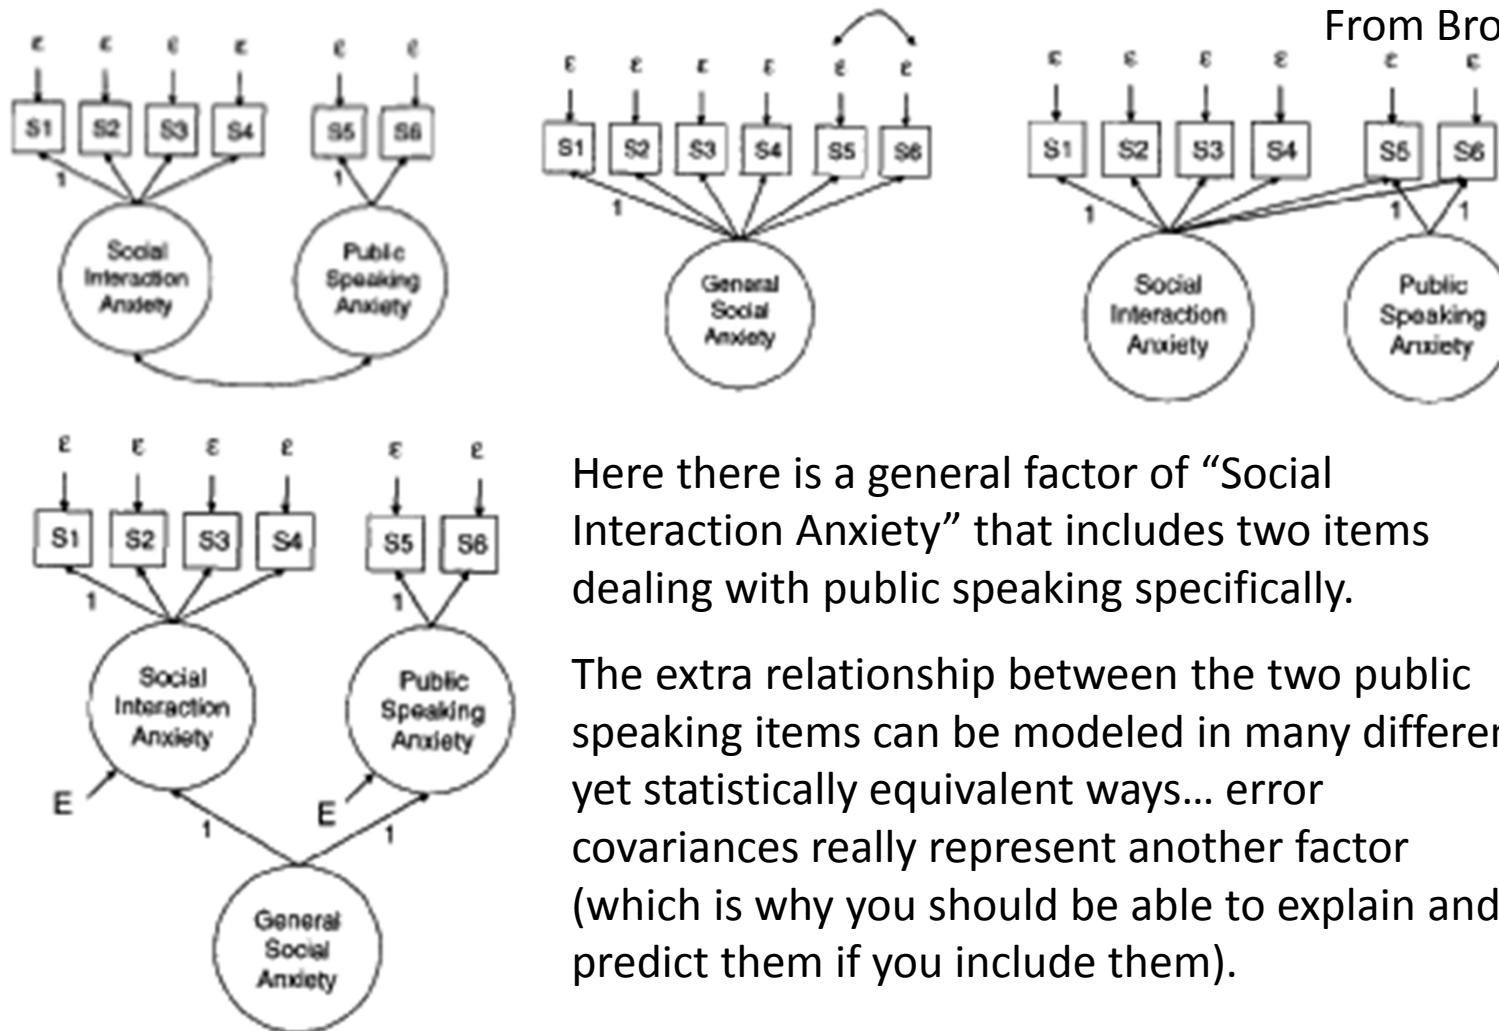 From Bro
ε ε ε ε ε ε
S1 S2 S3 S4 S5 S6
1 1
Social
Interaction
Anxiety
Public
Speaking
Anxiety
ε ε ε ε ε ε
S1 S2 S3 S4 S5 S6
1
General
Social
Anxiety
ε ε ε ε ε ε
S1 S2 S3 S4 S5 S6
1 1 1
Social
Interaction
Anxiety
Public
Speaking
Anxiety
ε ε ε ε ε ε
S1 S2 S3 S4 S5 S6
1 1
Social
Interaction
Anxiety
Public
Speaking
Anxiety
E E
1 1
General
Social
Anxiety
Here there is a general factor of “Social
Interaction Anxiety” that includes two items
dealing with public speaking specifically.
The extra relationship between the two public
speaking items can be modeled in many differen
yet statistically equivalent ways… error
covariances really represent another factor
(which is why you should be able to explain and
predict them if you include them).